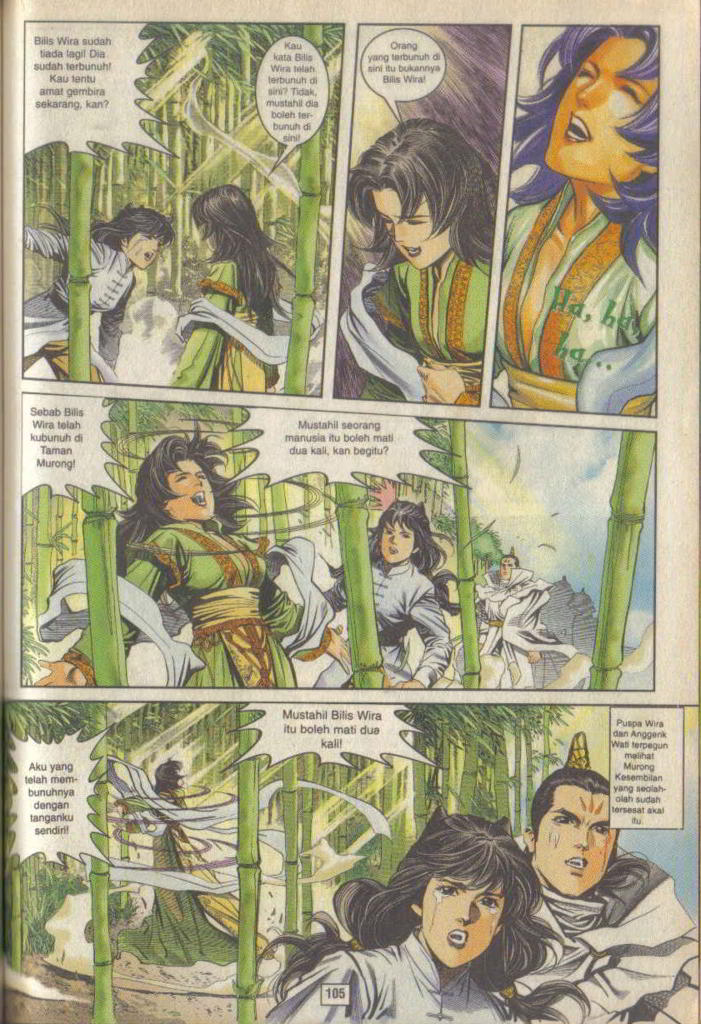 Bilis Wira sudah
tiada lagi! Dia
sudah terbunuh!
Kau tentu
amat gembira
sekarang, kan?
Kau
kata Bilis
Wira telah
terbunuh di
sini? Tidak,
mustahil dia
boleh ter-
bunuh di
sini!
Orang
yang terbunuh di
sini itu bukannya
Bilis Wira!
Ha, ha,
ha...
Sebab Bilis
Wira telah
kubunuh di
Taman
Murong!
Mustahil seorang
manusia itu boleh mati
dua kali, kan begitu?
Aku yang
telah mem-
bunuhnya
dengan
tanganku
sendiri!
Mustahil Bilis Wira
itu boleh mati dua
kali!
Puspa Wira
dan Anggerik
Wati terpegun
melihat
Murong
Kesembilan
yang seolah-
olah sudah
tersesat akal
itu.
105